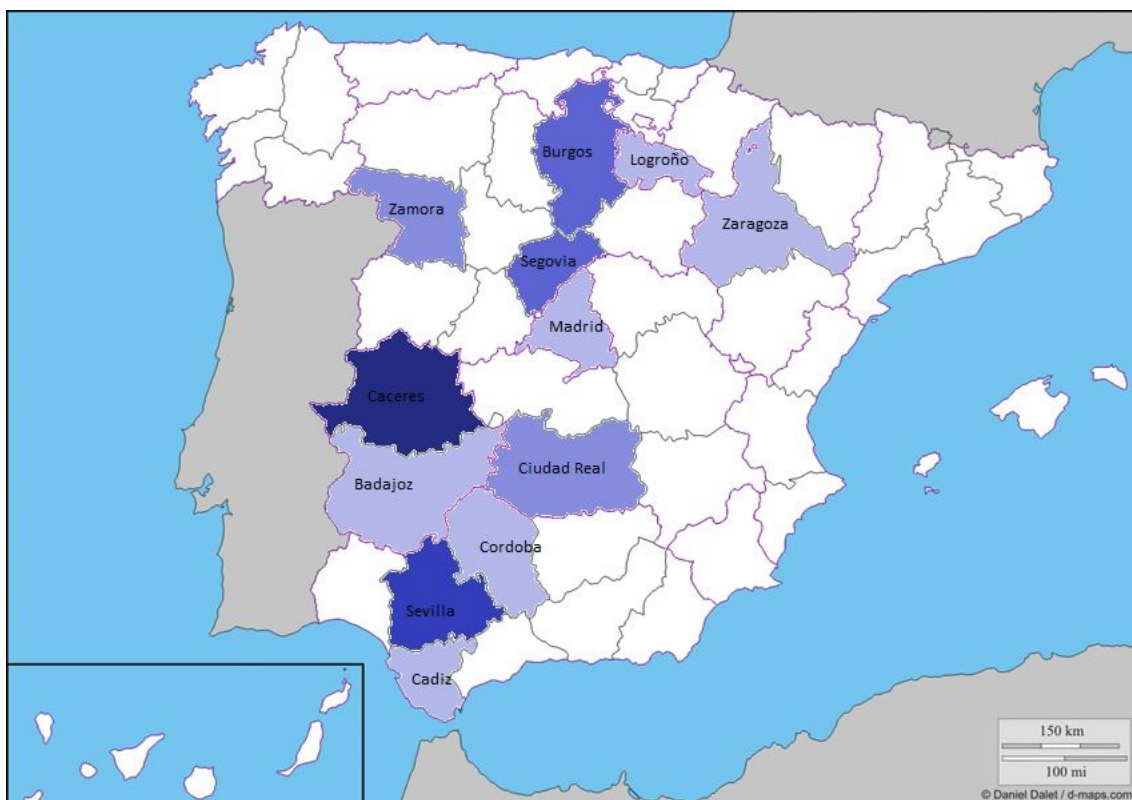 Burgos
Logroño
Zamora
Zaragoza
Segovia
Madrid
Caceres
Ciudad Real
Badajoz
Cordoba
Sevilla
Cadiz
150 km
100 mi
© Daniel Dalet / d-maps.com